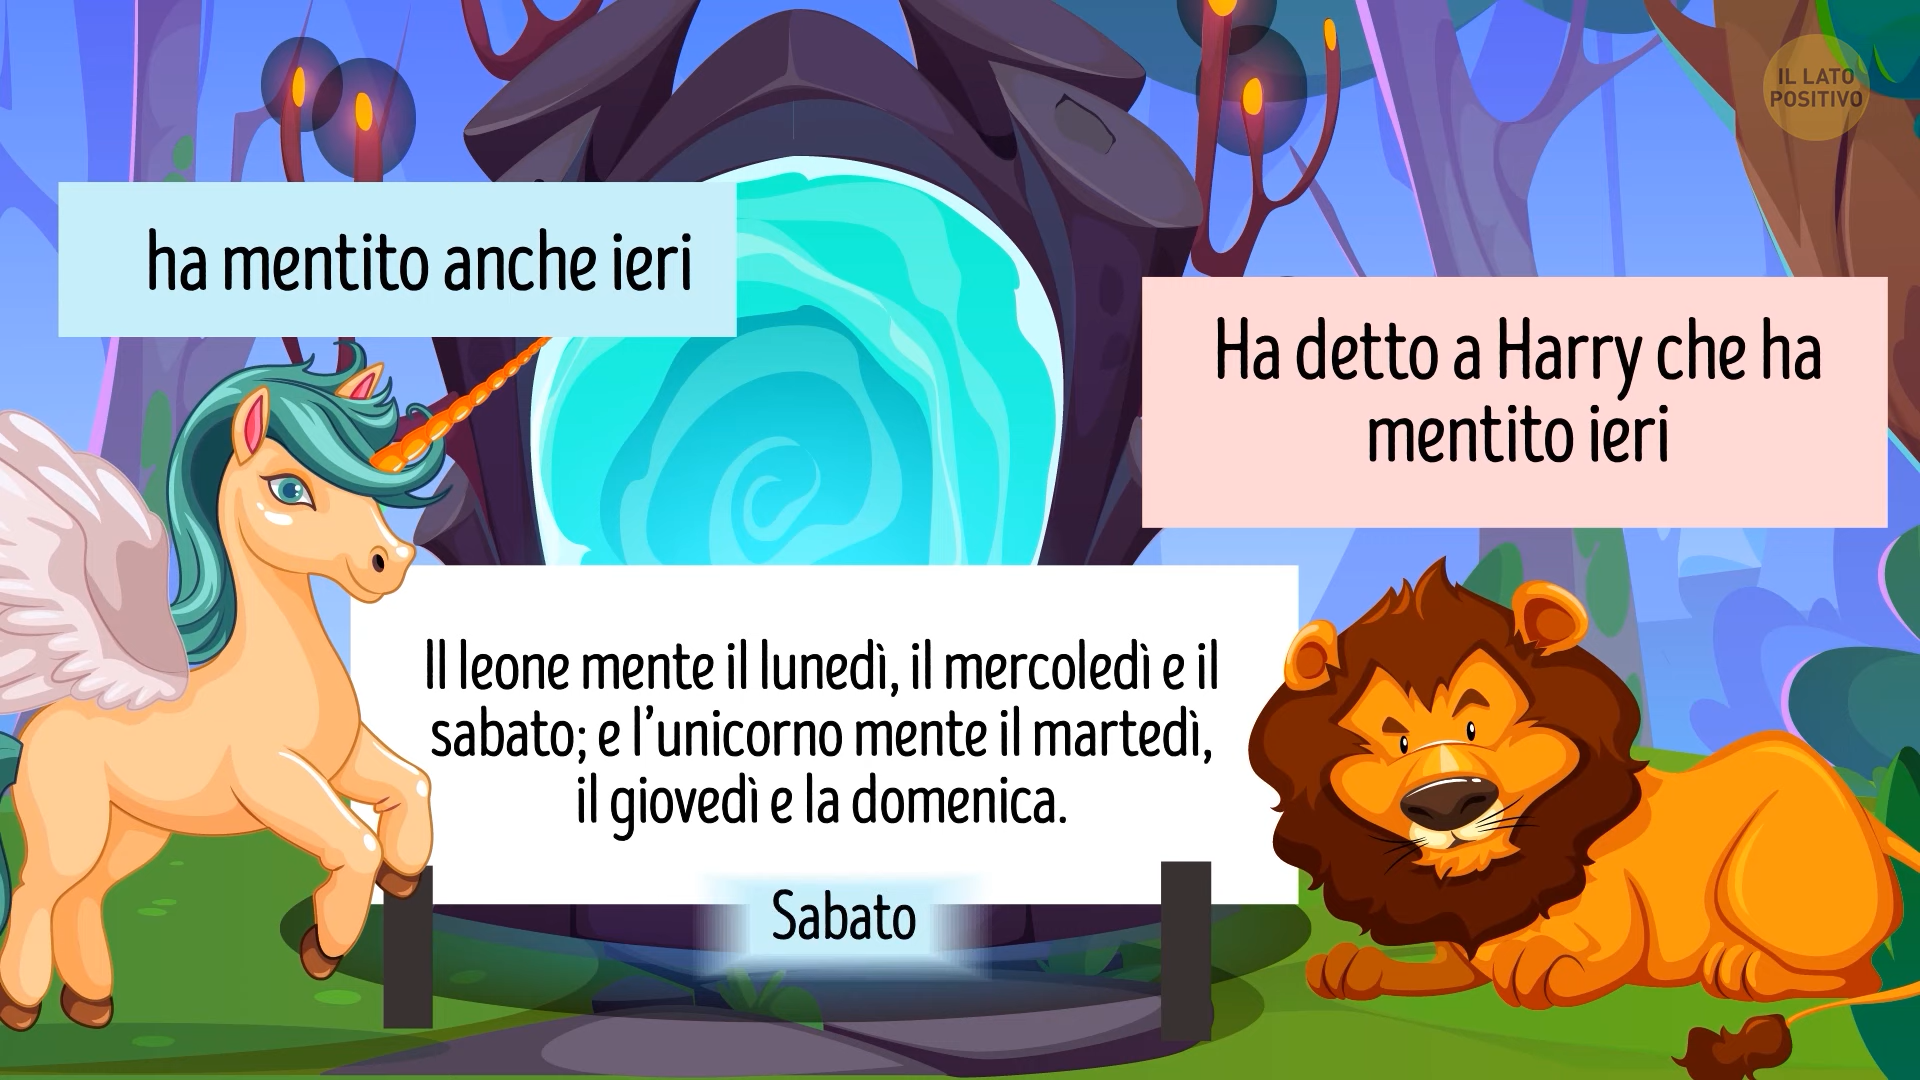 IL LATO
POSITIVO
ha mentito anche ieri
Ha detto a Harry che ha
mentito ieri
Il leone mente il lunedì, il mercoledì e il
sabato; e l’unicorno mente il martedì,
il giovedì e la domenica.
Sabato